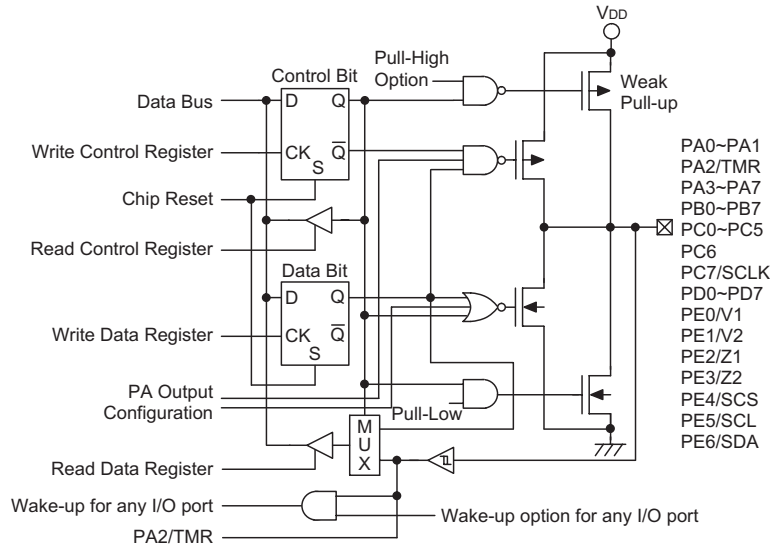 VDD
Pull-High
Option
Control Bit
Weak
Pull-up
Data Bus
D
Q
Write Control Register
CK
Q
S
Chip Reset
Read Control Register
Data Bit
D
Q
Write Data Register
CK
Q
S
PA Output
Configuration
Pull-Low
M
U
X
Read Data Register
Wake-up for any I/O port
Wake-up option for any I/O port
PA2/TMR
PA0~PA1
PA2/TMR
PA3~PA7
PB0~PB7
PC0~PC5
PC6
PC7/SCLK
PD0~PD7
PE0/V1
PE1/V2
PE2/Z1
PE3/Z2
PE4/SCS
PE5/SCL
PE6/SDA